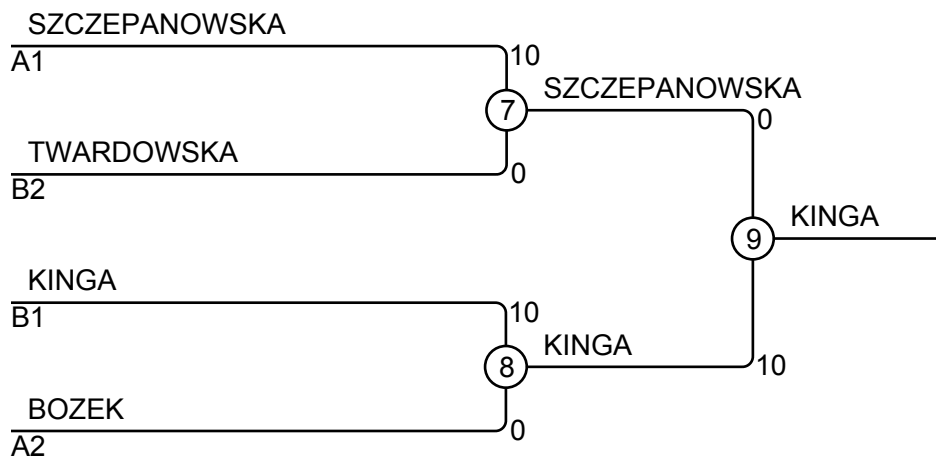 SZCZEPANOWSKA
A1
10
7
SZCZEPANOWSKA
0
TWARDOWSKA
B2
0
9
KINGA
KINGA
B1
10
8
KINGA
10
BOZEK
A2
0